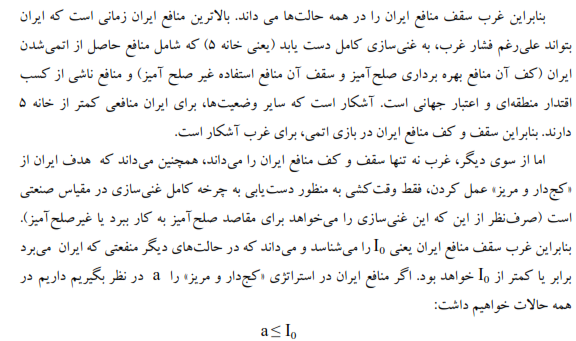 بنابراین غرب سقف منافع ایران را در همه حالت‌ها می داند. بالاترین منافع ایران زمانی است که ایران
بتواند علی‌رغم فشار غرب، به غنی‌سازی کامل دست یابد (یعنی خانه ۵) که شامل منافع حاصل از اتمی‌شدن
ایران (کف آن منافع بهره برداری صلح‌آمیز و سقف آن منافع استفاده غیر صلح آمیز) و منافع ناشی از کسب
اقتدار منطقه‌ای و اعتبار جهانی است. آشکار است که سایر وضعیت‌ها، برای ایران منافعی کمتر از خانه ۵
دارند. بنابراین سقف و کف منافع ایران در بازی اتمی، برای غرب آشکار است.
اما از سوی دیگر، غرب نه تنها سقف و کف منافع ایران را می‌داند، همچنین می‌داند که هدف ایران از
«کج‌دار و مریز» عمل کردن، فقط وقت‌کشی به منظور دست‌یابی به چرخه کامل غنی‌سازی در مقیاس صنعتی
است (صرف‌نظر از این که این غنی‌سازی را می‌خواهد برای مقاصد صلح‌آمیز به کار ببرد یا غیرصلح‌آمیز).
بنابراین غرب سقف منافع ایران یعنی I₀ را می‌شناسد و می‌داند که در حالت‌های دیگر منفعتی که ایران می‌برد
برابر یا کمتر از I₀ خواهد بود. اگر منافع ایران در استراتژی «کج‌دار و مریز» را a در نظر بگیریم داریم در
همه حالات خواهیم داشت:
a ≤ I₀